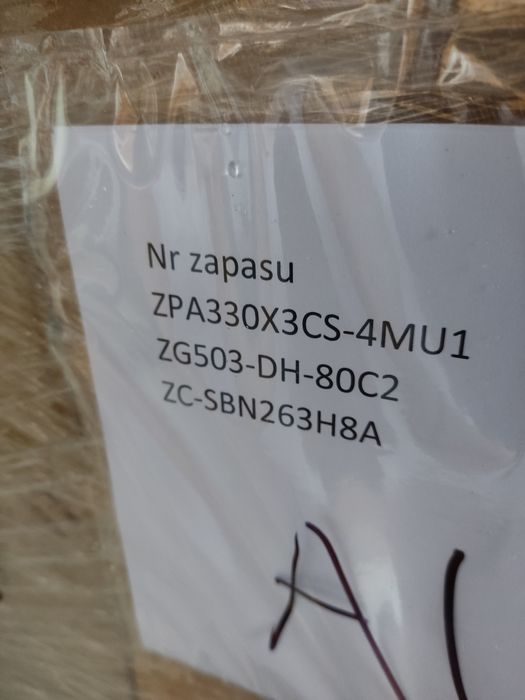 Nr zapasu
ZPA330X3CS-4MU1
ZG503-DH-80C2
ZC-SBN263H8A
A